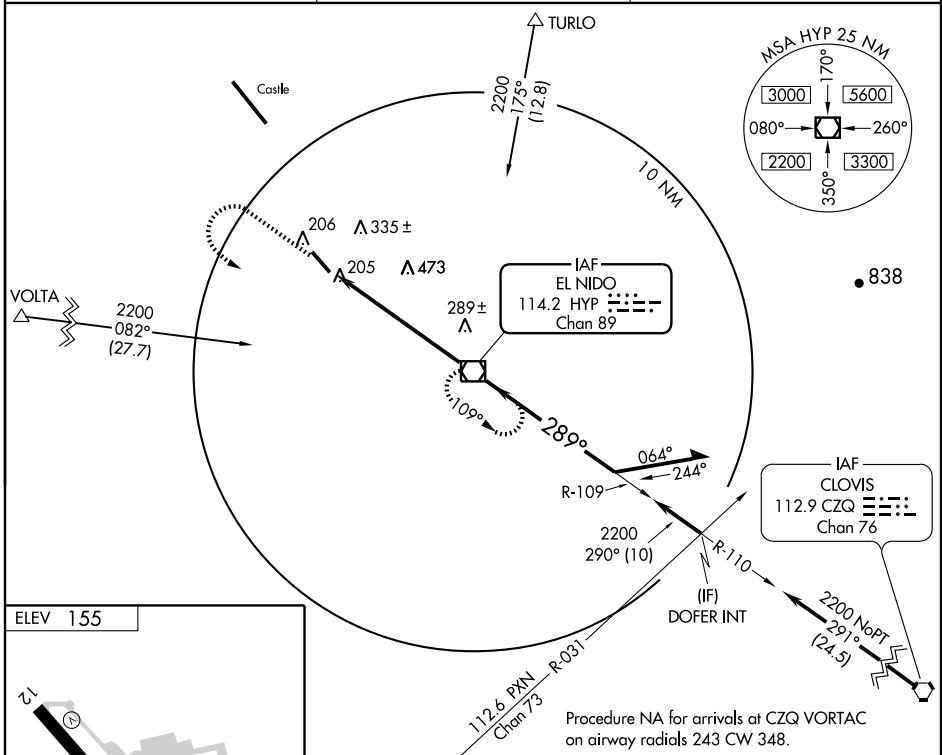 TURLO
2200
175°
(12.8)
MSA HYP 25 NM
170°
3000
5600
080°
260°
2200
3300
350°
Castle
10 NM
206
335 ±
205
473
838
IAF
EL NIDO
114.2 HYP
Chan 89
289 ±
VOLTA
2200
082°
(27.7)
109°
289°
064°
244°
R-109
IAF
CLOVIS
112.9 CZQ
Chan 76
2200
290° (10)
R-110
(IF)
DOFER INT
2200 NoPT
291°
(24.5)
R-031
112.6 PXN
Chan 73
ELEV 155
12
V
Procedure NA for arrivals at CZQ VORTAC
on airway radials 243 CW 348.